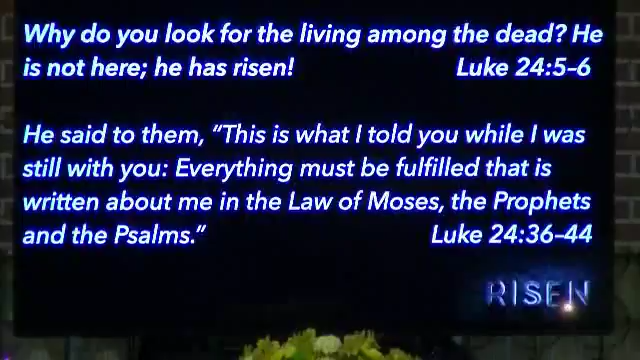 Why do you look for the living among the dead? He
is not here; he has risen! Luke 24:5–6
He said to them, “This is what I told you while I was
still with you: Everything must be fulfilled that is
written about me in the Law of Moses, the Prophets
and the Psalms.” Luke 24:36–44
RISEN